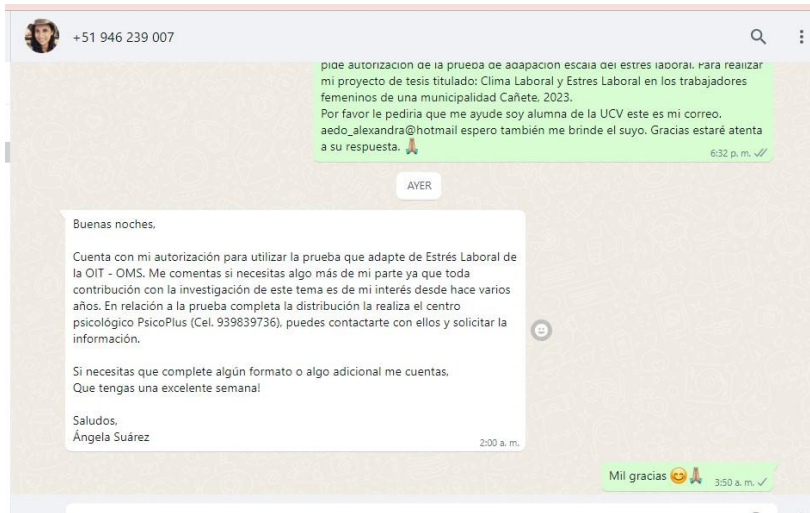 +51 946 239 007
pide autorización de la prueba de adapación escala del estrés laboral. Para realizar
mi proyecto de tesis titulado: Clima Laboral y Estres Laboral en los trabajadores
femeninos de una municipalidad Cañete, 2023.
Por favor le pediria que me ayude soy alumna de la UCV este es mi correo.
aedo_alexandra@hotmail espero también me brinde el suyo. Gracias estaré atenta
a su respuesta. 🙏
6:32 p. m.
AYER
Buenas noches,
Cuenta con mi autorización para utilizar la prueba que adapte de Estrés Laboral de
la OIT - OMS. Me comentas si necesitas algo más de mi parte ya que toda
contribución con la investigación de este tema es de mi interés desde hace varios
años. En relación a la prueba completa la distribución la realiza el centro
psicológico PsicoPlus (Cel. 939839736), puedes contactarte con ellos y solicitar la
información.
Si necesitas que complete algún formato o algo adicional me cuentas,
Que tengas una excelente semana!
Saludos,
Ángela Suárez
2:00 a. m.
Mil gracias 😊🙏
3:50 a. m.